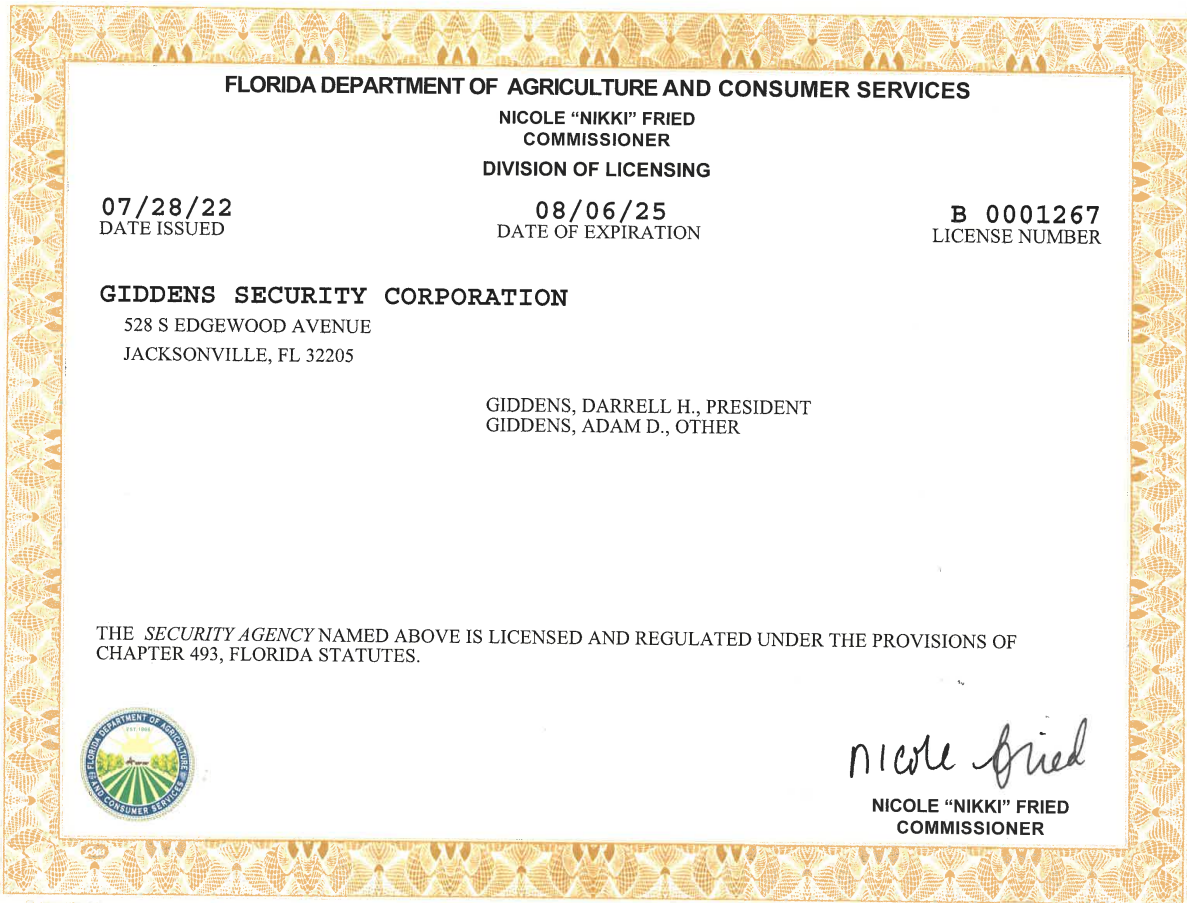 FLORIDA DEPARTMENT OF AGRICULTURE AND CONSUMER SERVICES
NICOLE “NIKKI” FRIED
COMMISSIONER
DIVISION OF LICENSING
07/28/22
DATE ISSUED
08/06/25
DATE OF EXPIRATION
B 0001267
LICENSE NUMBER
GIDDENS SECURITY CORPORATION
528 S EDGEWOOD AVENUE
JACKSONVILLE, FL 32205
GIDDENS, DARRELL H., PRESIDENT
GIDDENS, ADAM D., OTHER
THE SECURITY AGENCY NAMED ABOVE IS LICENSED AND REGULATED UNDER THE PROVISIONS OF
CHAPTER 493, FLORIDA STATUTES.
FLORIDA DEPARTMENT OF AGRICULTURE
AND CONSUMER SERVICES
Nicole Fried
NICOLE “NIKKI” FRIED
COMMISSIONER